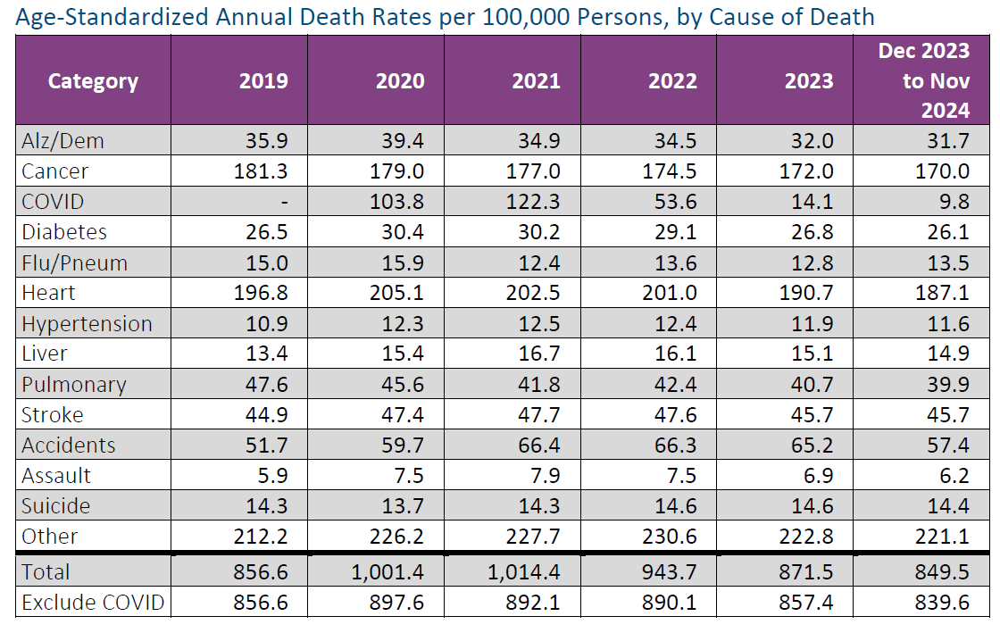 Age-Standardized Annual Death Rates per 100,000 Persons, by Cause of Death
Category 2019 2020 2021 2022 2023 Dec 2023 to Nov 2024
Alz/Dem 35.9 39.4 34.9 34.5 32.0 31.7
Cancer 181.3 179.0 177.0 174.5 172.0 170.0
COVID - 103.8 122.3 53.6 14.1 9.8
Diabetes 26.5 30.4 30.2 29.1 26.8 26.1
Flu/Pneum 15.0 15.9 12.4 13.6 12.8 13.5
Heart 196.8 205.1 202.5 201.0 190.7 187.1
Hypertension 10.9 12.3 12.5 12.4 11.9 11.6
Liver 13.4 15.4 16.7 16.1 15.1 14.9
Pulmonary 47.6 45.6 41.8 42.4 40.7 39.9
Stroke 44.9 47.4 47.7 47.6 45.7 45.7
Accidents 51.7 59.7 66.4 66.3 65.2 57.4
Assault 5.9 7.5 7.9 7.5 6.9 6.2
Suicide 14.3 13.7 14.3 14.6 14.6 14.4
Other 212.2 226.2 227.7 230.6 222.8 221.1
Total 856.6 1,001.4 1,014.4 943.7 871.5 849.5
Exclude COVID 856.6 897.6 892.1 890.1 857.4 839.6